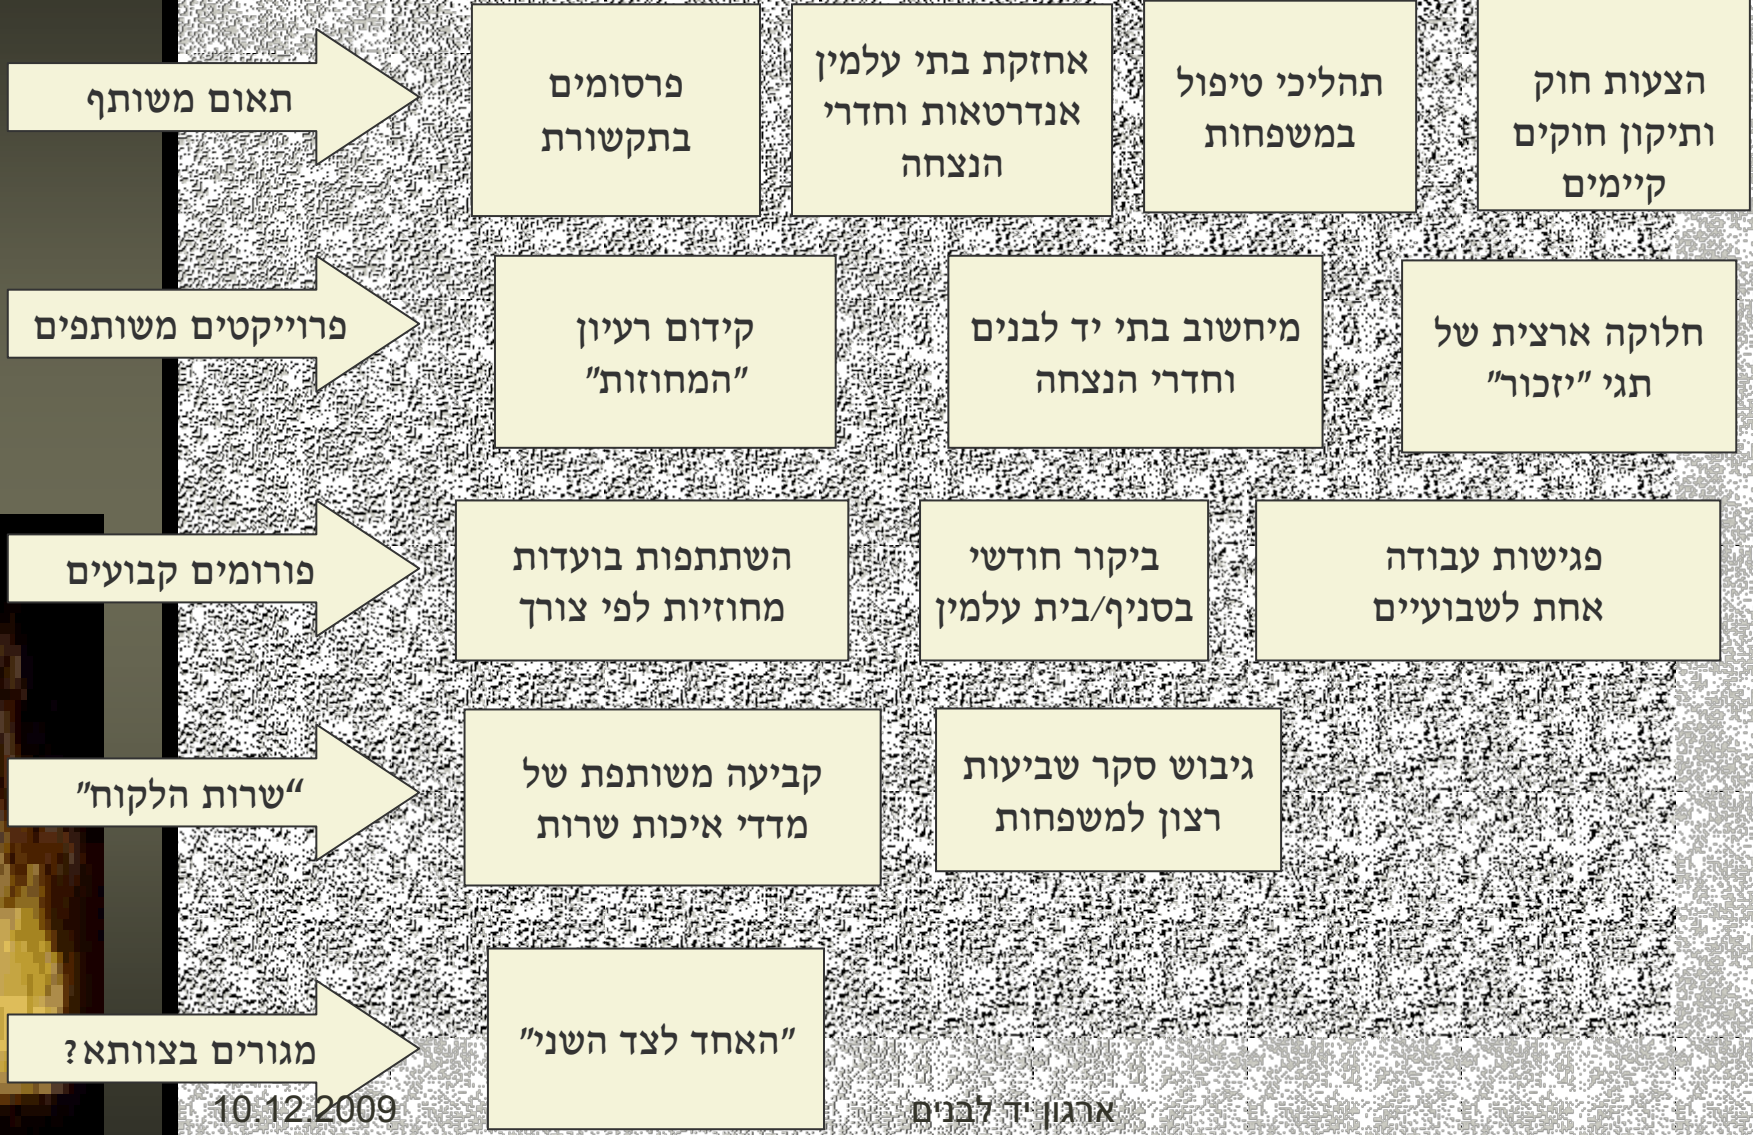 תאום משותף
פרסומים
בתקשורת
אחזקת בתי עלמין
אנדרטאות וחדרי
הנצחה
תהליכי טיפול
במשפחות
הצעות חוק
ותיקון חוקים
קיימים
פרוייקטים משותפים
קידום רעיון
"המחוזות"
מיחשוב בתי יד לבנים
וחדרי הנצחה
חלוקה ארצית של
תגי "יזכור"
פורומים קבועים
השתתפות בועדות
מחוזיות לפי צורך
ביקור חודשי
בסניף/בית עלמין
פגישות עבודה
אחת לשבועיים
"שרות הלקוח"
קביעה משותפת של
מדדי איכות שרות
גיבוש סקר שביעות
רצון למשפחות
מגורים בצוותא?
"האחד לצד השני"
10.12.2009
ארגון יד לבנים